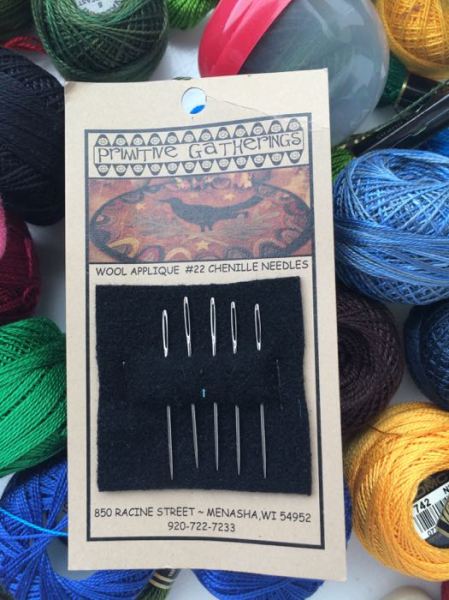 PRIMITIVE GATHERINGS
WOOL APPLIQUE #22 CHENILLE NEEDLES
850 RACINE STREET ~ MENASHA, WI 54952
920-722-7233
742